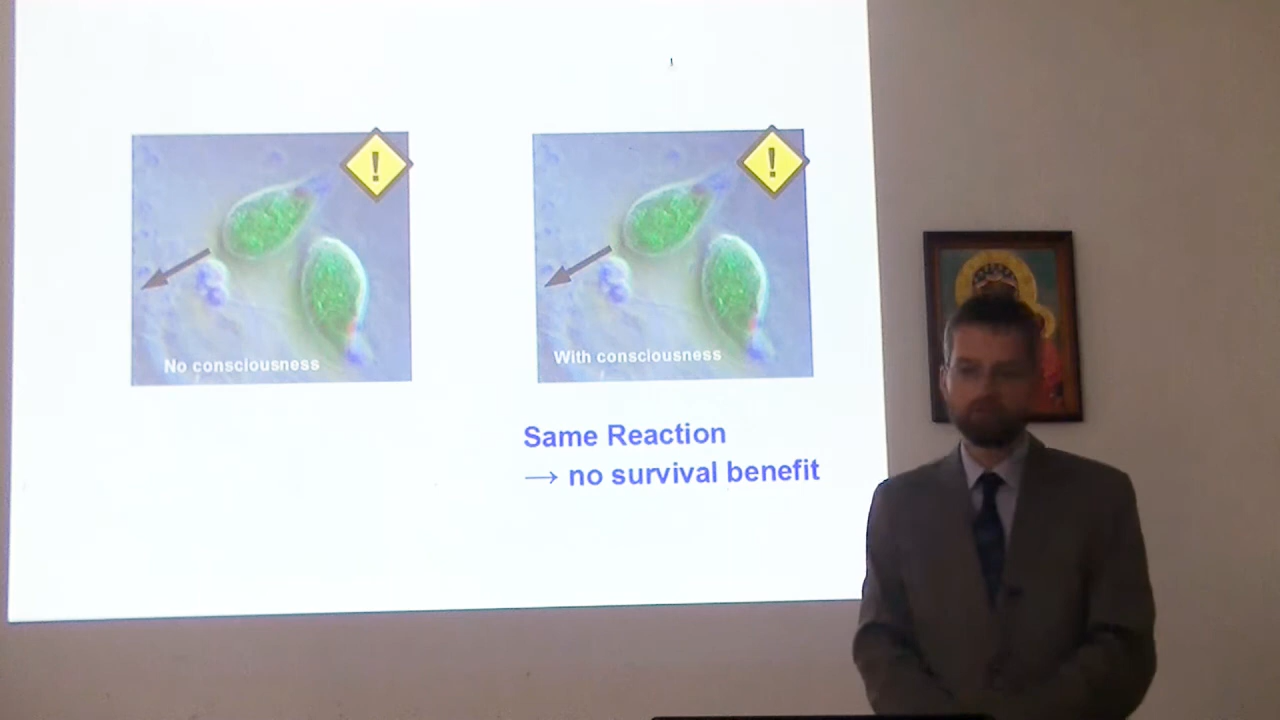 !
!
No consciousness
With consciousness
Same Reaction
→ no survival benefit